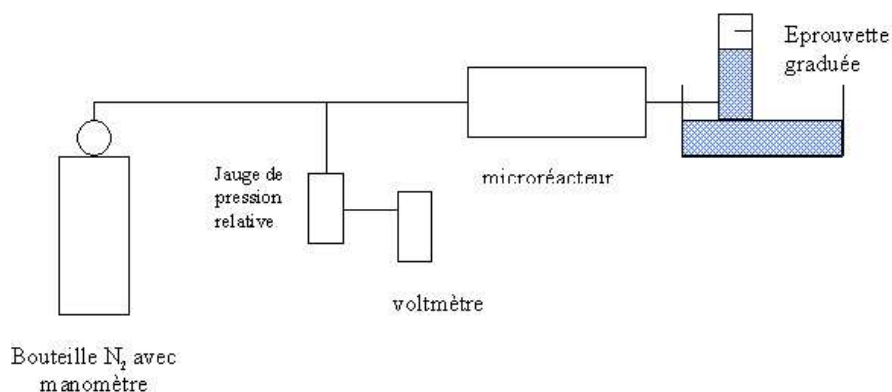 Eprouvette
graduée
microréacteur
Jauge de
pression
relative
voltmètre
Bouteille N₂ avec
manomètre